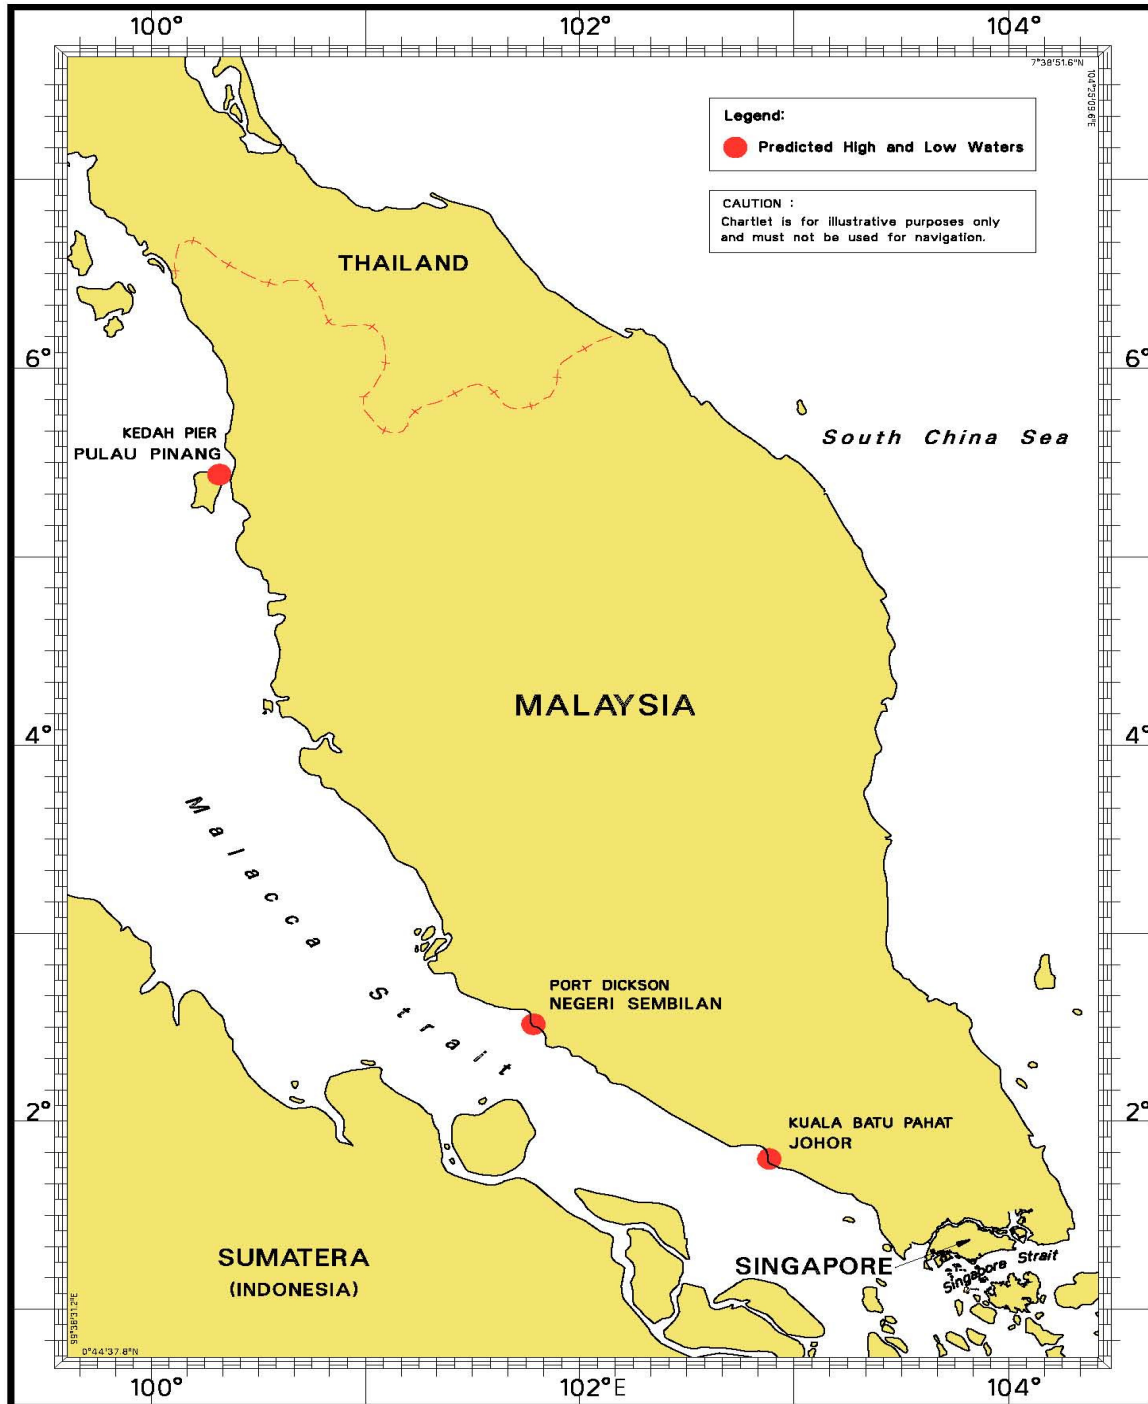 100°
102°
104°
7°38'51.6"N
104°25'09.6"E
Legend:
Predicted High and Low Waters
CAUTION :
Chartlet is for illustrative purposes only
and must not be used for navigation.
THAILAND
6°
6°
KEDAH PIER
PULAU PINANG
South China Sea
MALAYSIA
4°
4°
Malacca Strait
PORT DICKSON
NEGERI SEMBILAN
2°
2°
KUALA BATU PAHAT
JOHOR
SUMATERA
(INDONESIA)
SINGAPORE
Singapore Strait
99°38'31.2"E
0°44'37.8"N
100°
102°E
104°